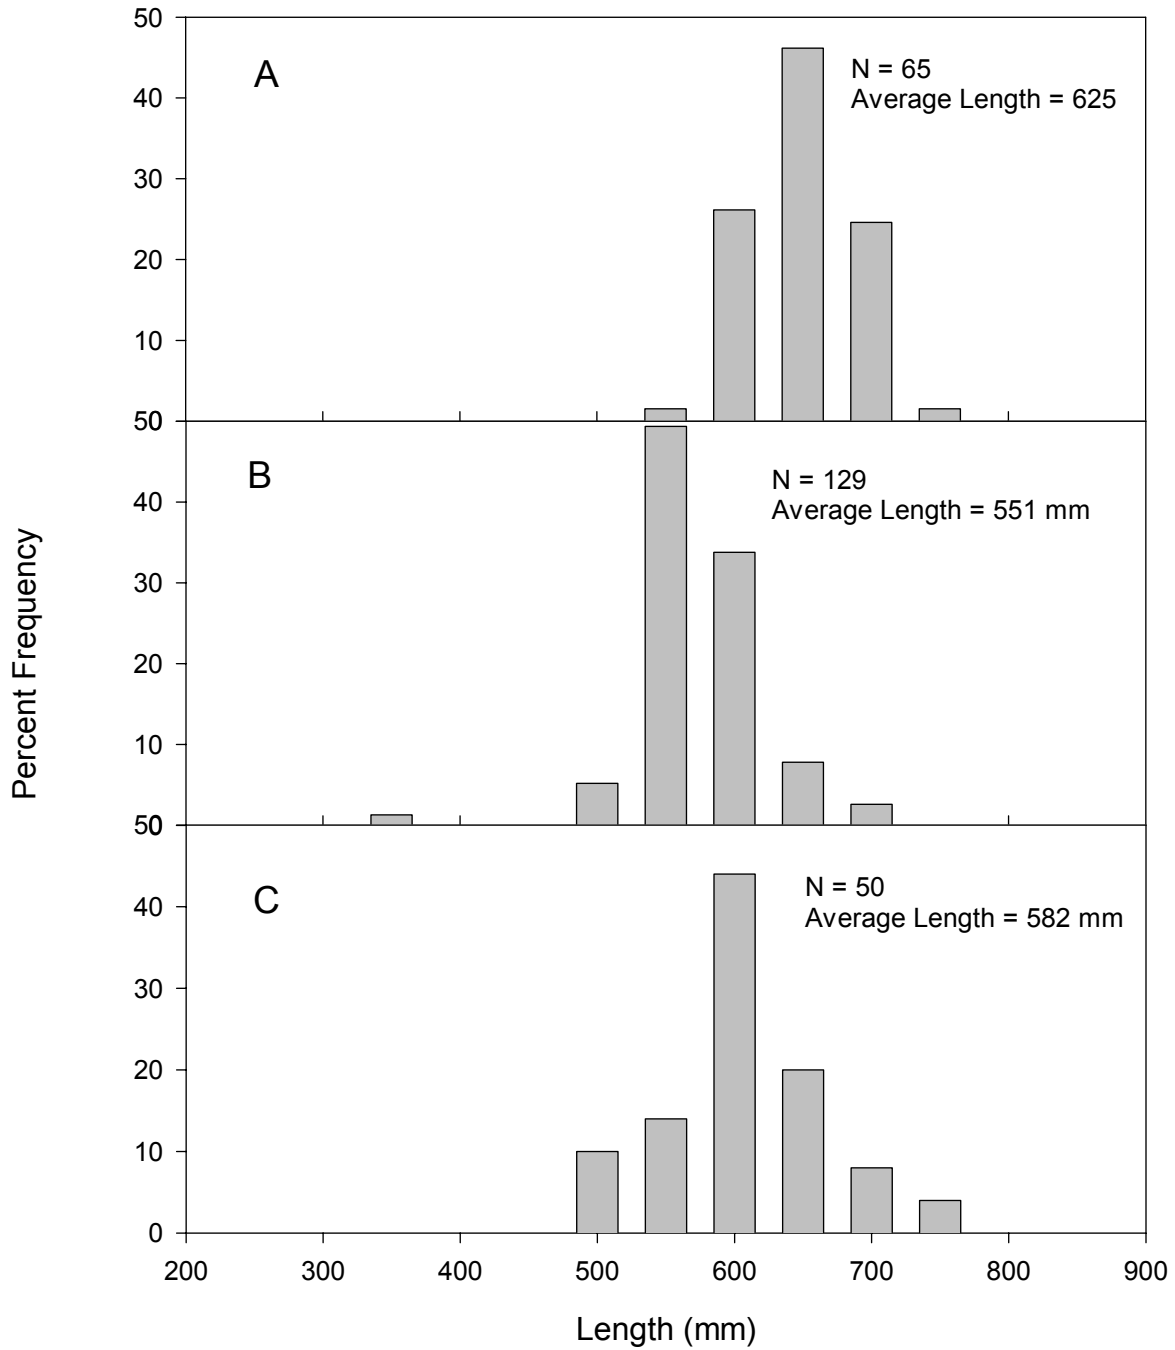 50
A
N = 65
Average Length = 625
40
30
20
10
0
50
B
N = 129
Average Length = 551 mm
40
30
20
10
0
50
C
N = 50
Average Length = 582 mm
40
30
20
10
0
Percent Frequency
200 300 400 500 600 700 800 900
Length (mm)